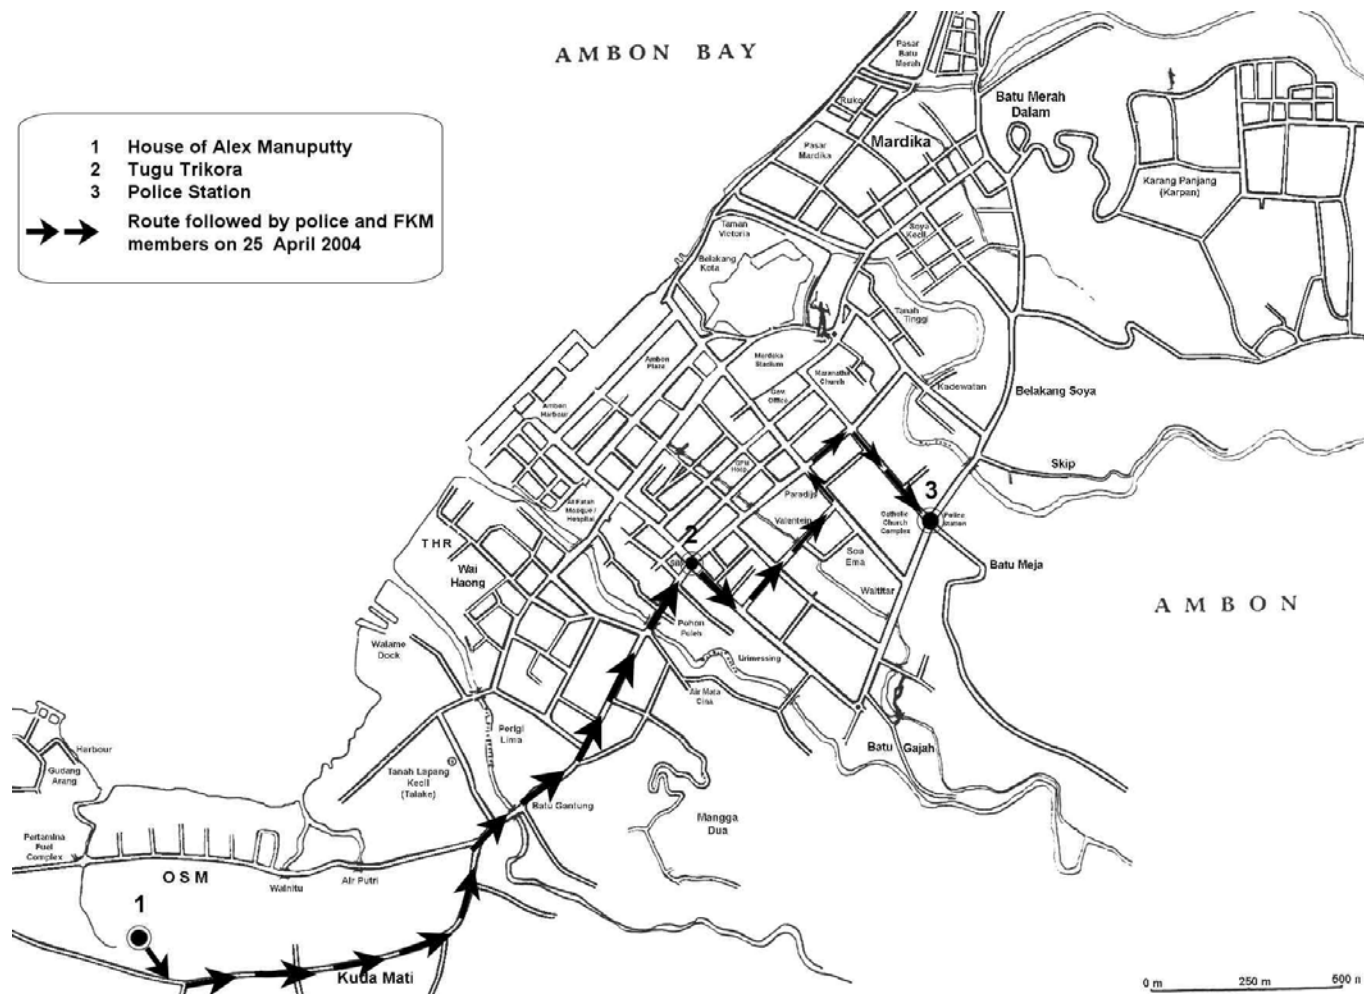 AMBON BAY
1 House of Alex Manuputty
2 Tugu Trikora
3 Police Station
Route followed by police and FKM
members on 25 April 2004
Pasar
Batu
Merah
Ruko
Batu Merah
Dalam
Mardika
Pasar
Mardika
Karang Panjang
(Karpan)
Taman
Victoria
Soya
Kecil
Belakang
Kota
Tanah
Tinggi
Ambon
Plaza
Merdeka
Stadium
Maranatha
Church
Gov
Office
Kadewatan
Belakang Soya
Ambon
Harbour
Skip
Paradijs
3
Al Fatah
Mosque /
Hospital
Valentein
Catholic
Church
Complex
Police
Station
2
THR
Wai
Haong
Soa
Ema
Batu Meja
Waititar
AMBON
Pohon
Puleh
Walame
Dock
Urimessing
Air Mata
Cina
Perigi
Lima
Batu Gajah
Harbour
Gudang
Arang
Tanah Lapang
Kecil
(Talake)
Batu Gantung
Mangga
Dua
Pertamina
Fuel
Complex
OSM
Wainitu
Air Putri
1
Kuda Mati
0 m 250 m 500 m